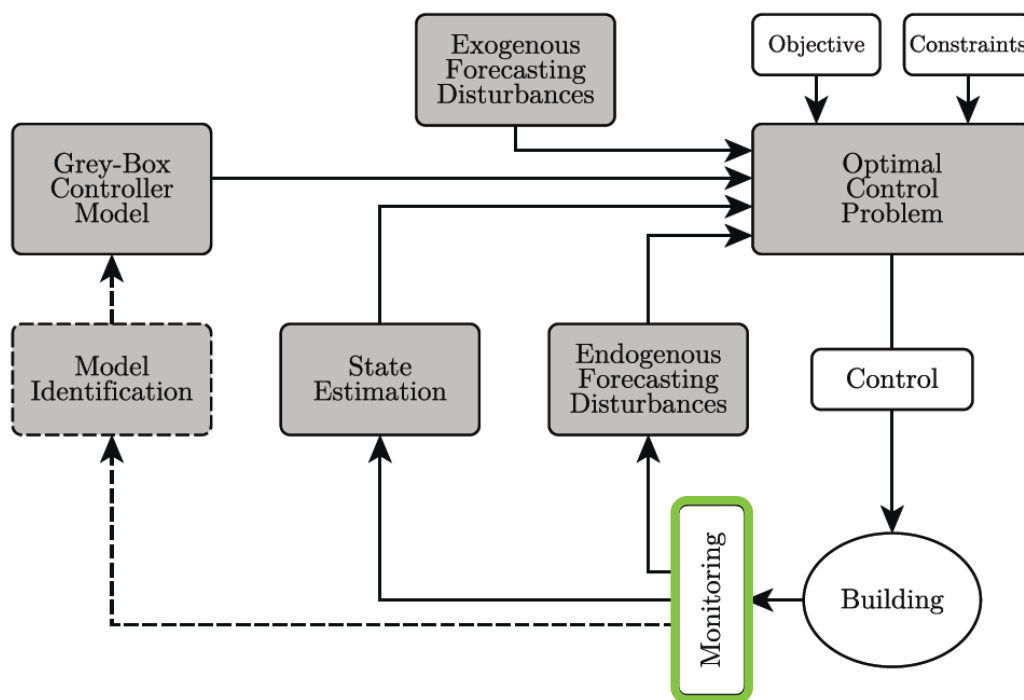 Exogenous
Forecasting
Disturbances
Objective
Constraints
Grey-Box
Controller
Model
Optimal
Control
Problem
Model
Identification
State
Estimation
Endogenous
Forecasting
Disturbances
Control
Monitoring
Building